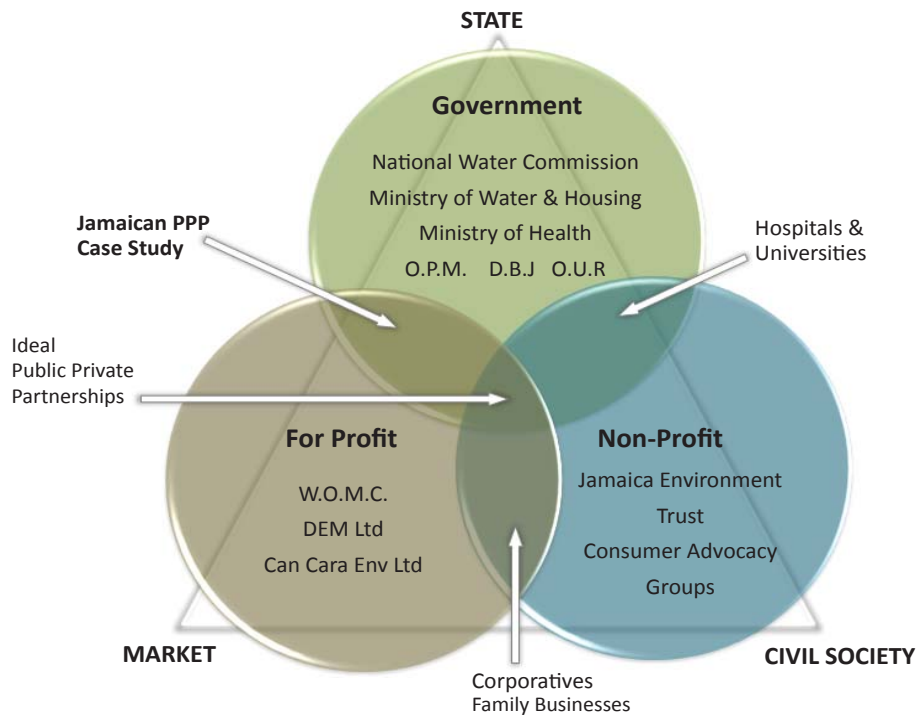 STATE
Government
National Water Commission
Ministry of Water & Housing
Ministry of Health
O.P.M. D.B.J O.U.R
Jamaican PPP
Case Study
Hospitals &
Universities
Ideal
Public Private
Partnerships
For Profit
W.O.M.C.
DEM Ltd
Can Cara Env Ltd
Non-Profit
Jamaica Environment
Trust
Consumer Advocacy
Groups
MARKET
CIVIL SOCIETY
Corporatives
Family Businesses